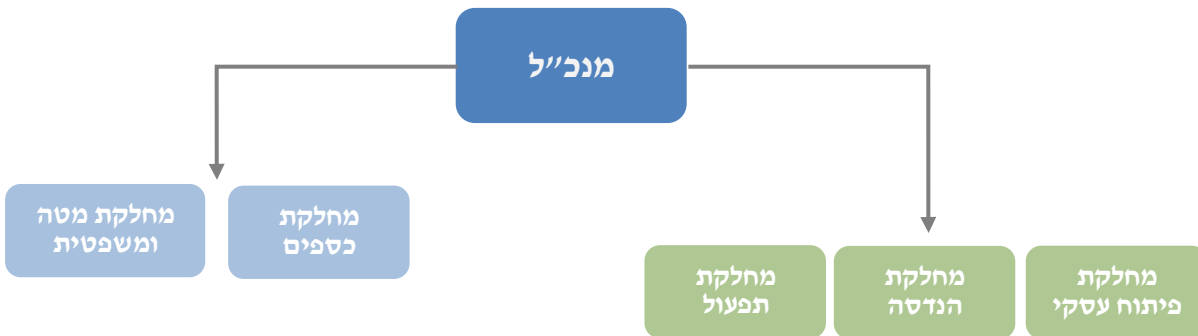 מנכ״ל
מחלקת
כספים
מחלקת מטה
ומשפטית
מחלקת
פיתוח עסקי
מחלקת
הנדסה
מחלקת
תפעול